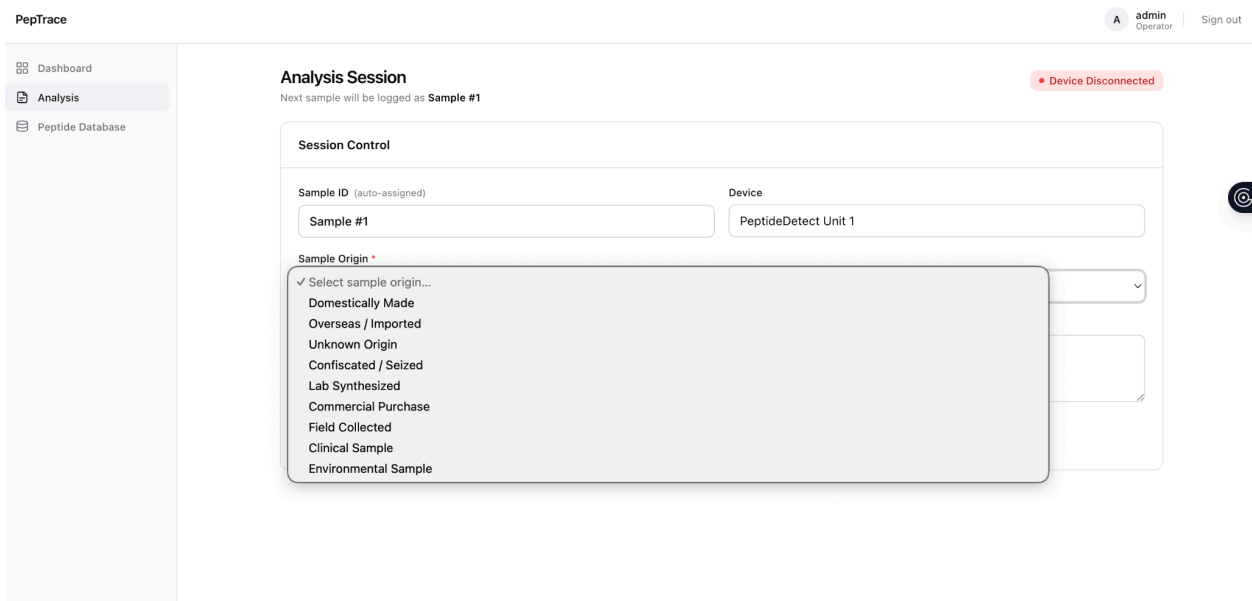 PepTrace
A
admin
Operator
Sign out
Dashboard
Analysis
Peptide Database
Analysis Session
Next sample will be logged as Sample #1
Device Disconnected
Session Control
Sample ID (auto-assigned)
Device
Sample #1
PeptideDetect Unit 1
Sample Origin *
✓ Select sample origin...
Domestically Made
Overseas / Imported
Unknown Origin
Confiscated / Seized
Lab Synthesized
Commercial Purchase
Field Collected
Clinical Sample
Environmental Sample